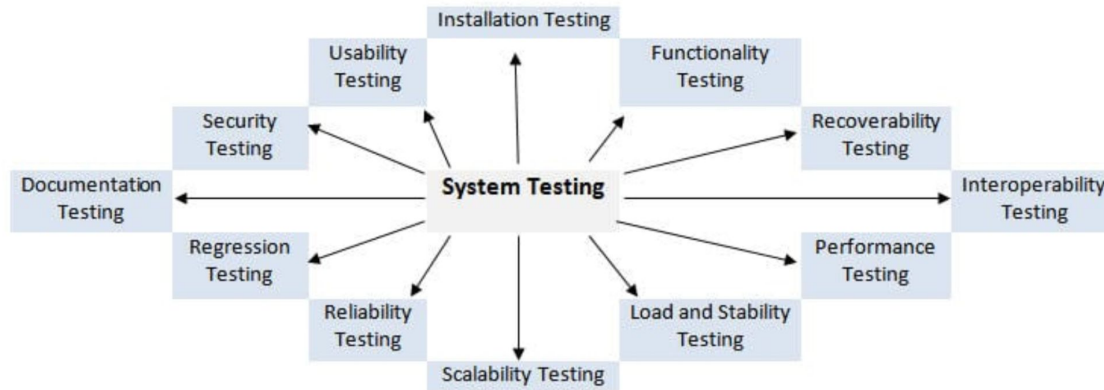 Installation Testing
Usability
Testing
Functionality
Testing
Security
Testing
Recoverability
Testing
Documentation
Testing
System Testing
Interoperability
Testing
Regression
Testing
Performance
Testing
Reliability
Testing
Load and Stability
Testing
Scalability Testing